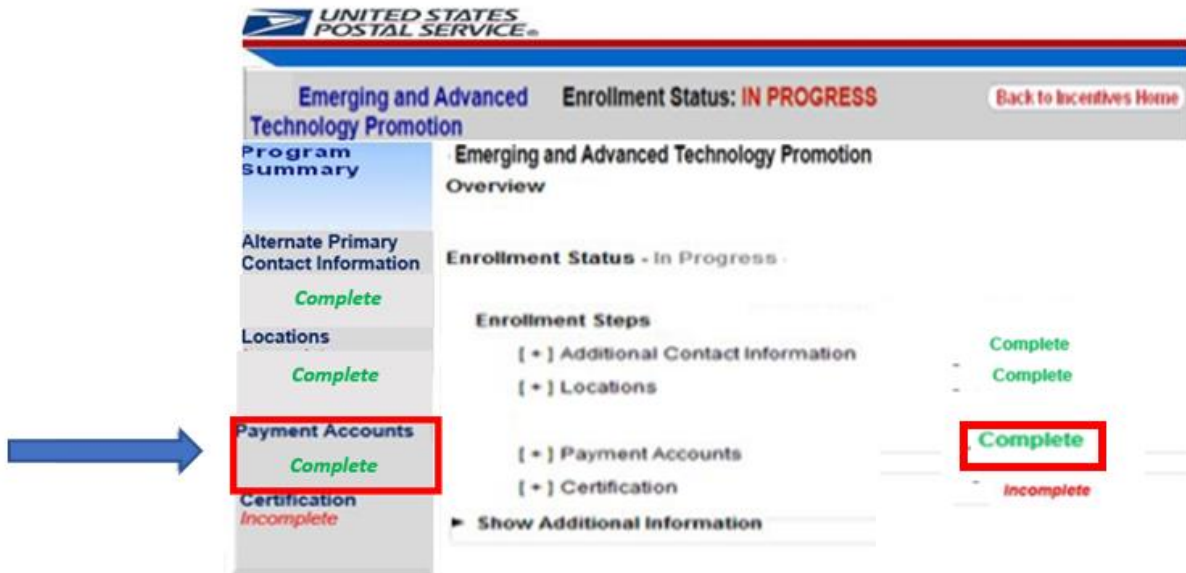 UNITED STATES
POSTAL SERVICE®
Emerging and Advanced
Technology Promotion
Enrollment Status: IN PROGRESS
Back to Incentives Home
Program
Summary
Alternate Primary
Contact Information
Complete
Locations
Complete
Payment Accounts
Complete
Certification
Incomplete
Emerging and Advanced Technology Promotion
Overview
Enrollment Status - In Progress
Enrollment Steps
[ + ] Additional Contact Information Complete
[ + ] Locations Complete
[ + ] Payment Accounts Complete
[ + ] Certification Incomplete
► Show Additional Information